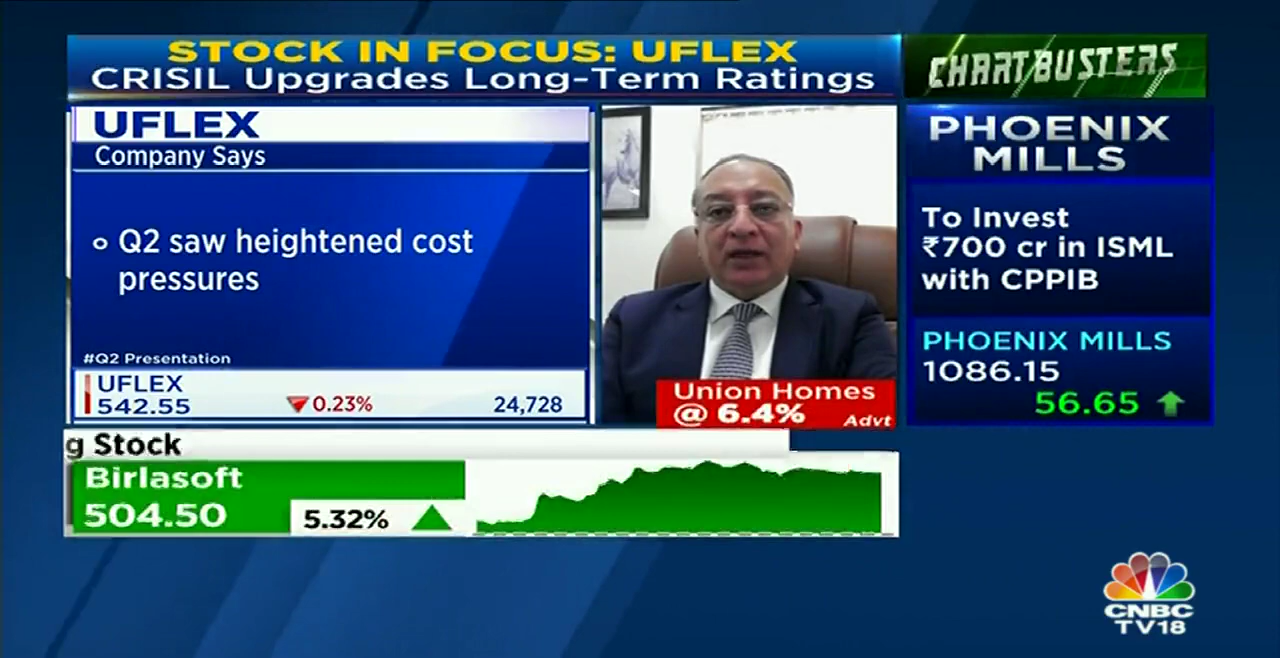 STOCK IN FOCUS: UFLEX
CRISIL Upgrades Long-Term Ratings
CHARTBUSTERS
UFLEX
Company Says
Q2 saw heightened cost
pressures
#Q2 Presentation
UFLEX
542.55
0.23%
24,728
Union Homes
@ 6.4%
Advt
PHOENIX
MILLS
To Invest
₹700 cr in ISML
with CPPIB
PHOENIX MILLS
1086.15
56.65
g Stock
Birlasoft
504.50
5.32%
CNBC
TV18